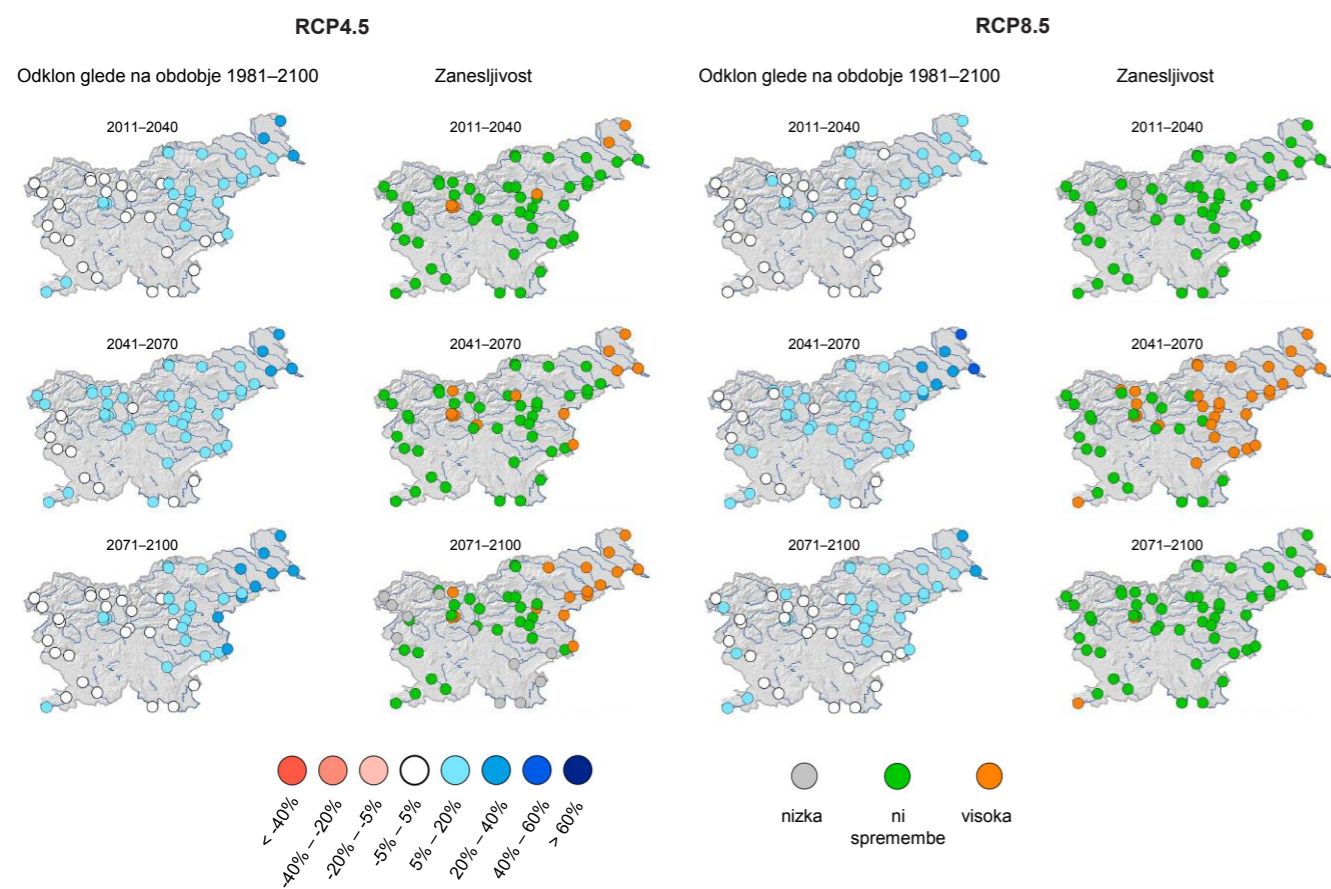 RCP4.5
RCP8.5
Odklon glede na obdobje 1981–2100
Zanesljivost
Odklon glede na obdobje 1981–2100
Zanesljivost
2011–2040
2011–2040
2011–2040
2011–2040
2041–2070
2041–2070
2041–2070
2041–2070
2071–2100
2071–2100
2071–2100
2071–2100
< -40%
-40% – -20%
-20% – -5%
-5% – 5%
5% – 20%
20% – 40%
40% – 60%
> 60%
nizka
ni
spremembe
visoka